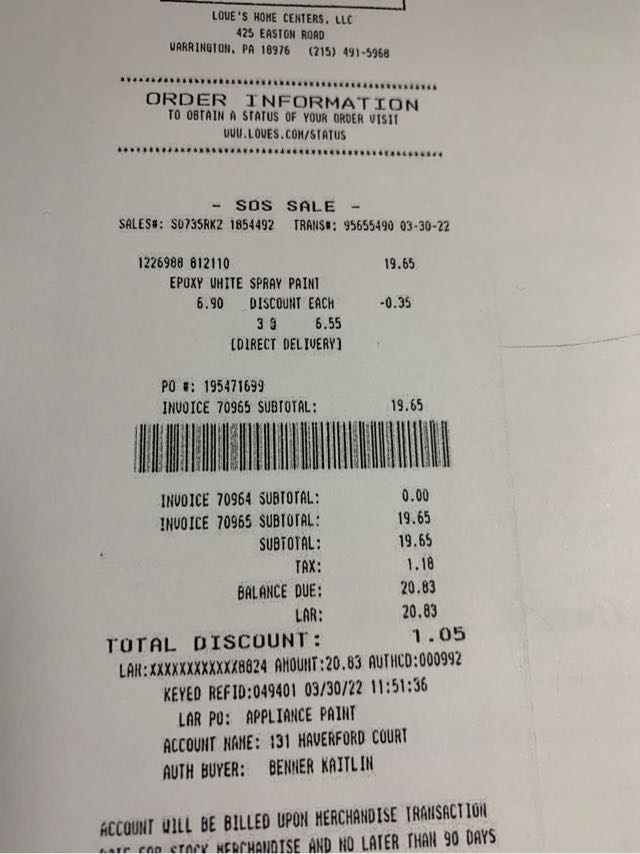 LOWE'S HOME CENTERS, LLC
425 EASTON ROAD
WARRINGTON, PA 18976 (215) 491-5968
ORDER INFORMATION
TO OBTAIN A STATUS OF YOUR ORDER VISIT
WWW.LOWES.COM/STATUS
- SOS SALE -
SALES#: S0735RK2 1854492 TRANS#: 95655490 03-30-22
1226988 812110 19.65
EPOXY WHITE SPRAY PAINT
6.90 DISCOUNT EACH -0.35
3 @ 6.55
[DIRECT DELIVERY]
PO #: 195471699
INVOICE 70965 SUBTOTAL: 19.65
INVOICE 70964 SUBTOTAL: 0.00
INVOICE 70965 SUBTOTAL: 19.65
SUBTOTAL: 19.65
TAX: 1.18
BALANCE DUE: 20.83
LAR: 20.83
TOTAL DISCOUNT: 1.05
LAR:XXXXXXXXXXXX8824 AMOUNT:20.83 AUTHCD:000992
KEYED REFID:049401 03/30/22 11:51:36
LAR PO: APPLIANCE PAINT
ACCOUNT NAME: 131 HAVERFORD COURT
AUTH BUYER: BENNER KAITLIN
ACCOUNT WILL BE BILLED UPON MERCHANDISE TRANSACTION
DATE FOR STOCK MERCHANDISE AND NO LATER THAN 90 DAYS